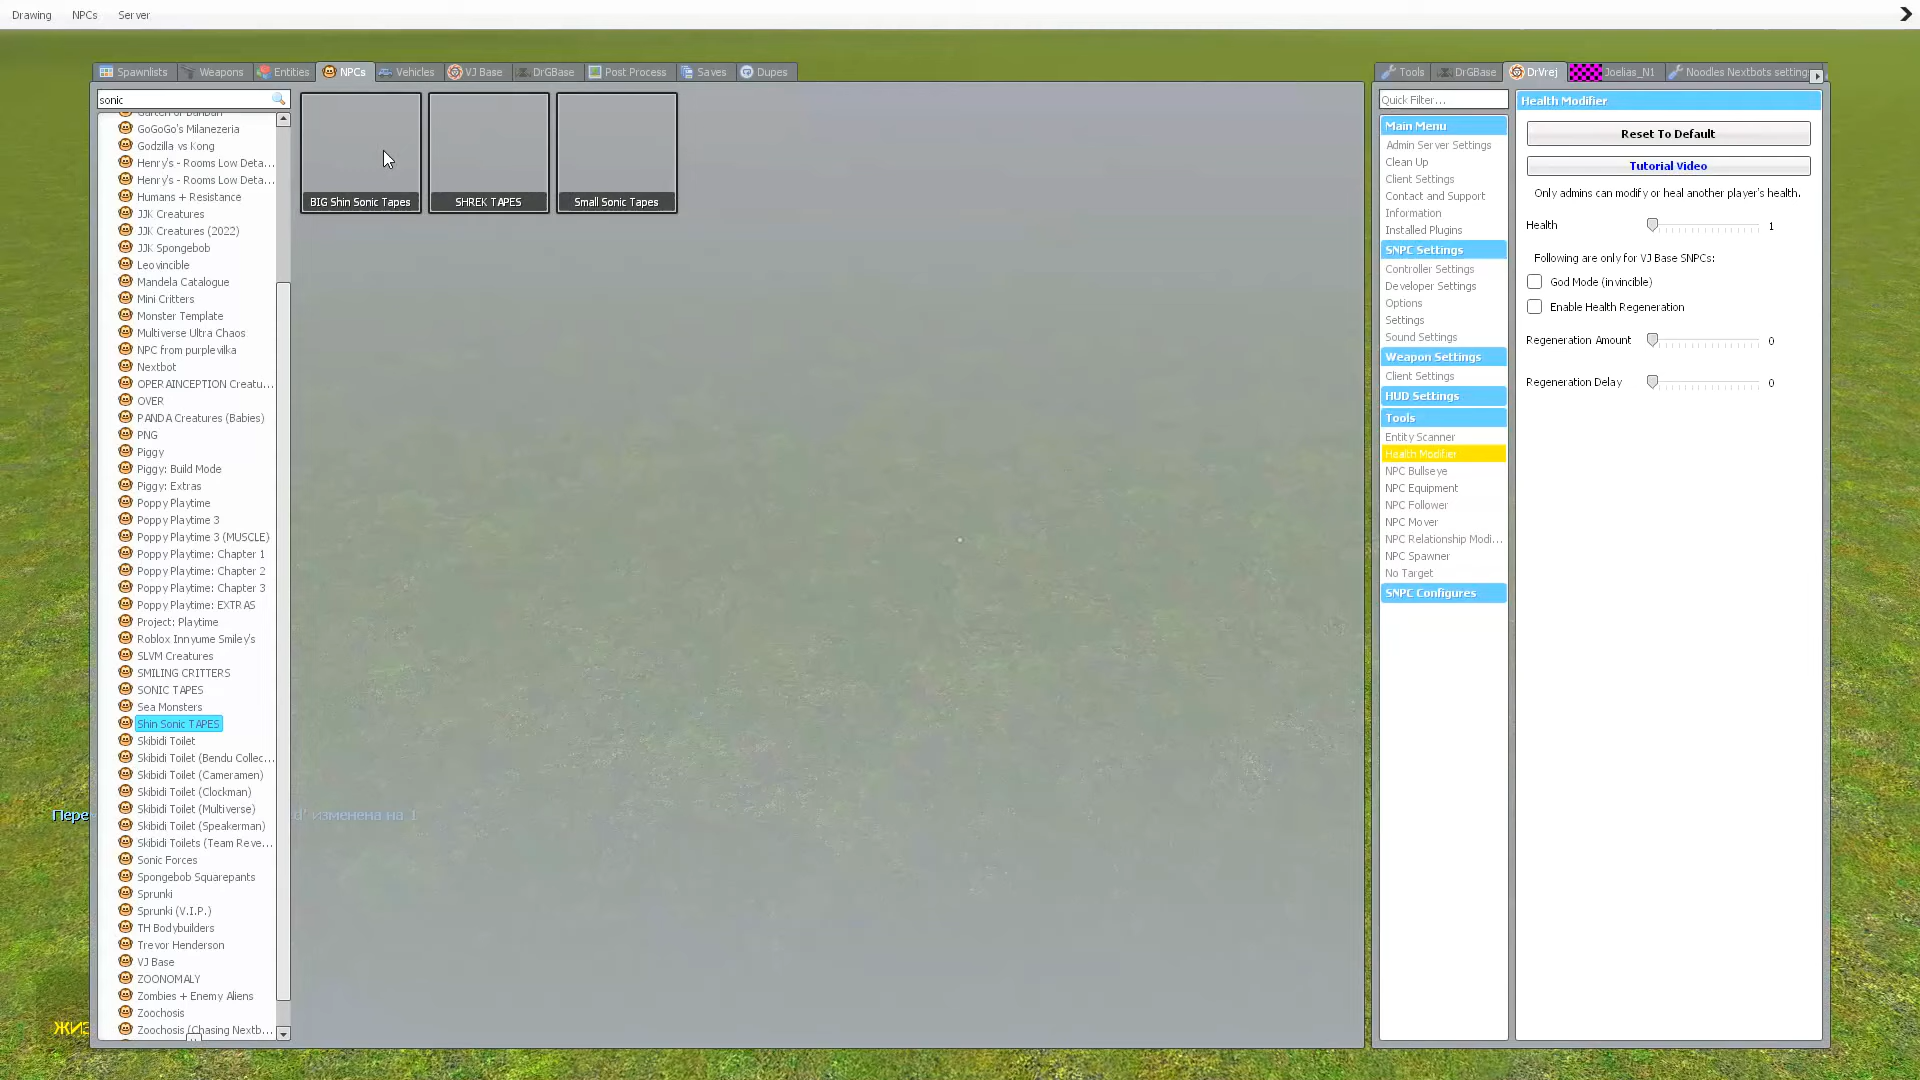 Drawing NPCs Server
Spawnlists Weapons Entities NPCs Vehicles VJ Base DrGBase Post Process Saves Dupes
sonic
GoGoGo's Milanezeria
Godzilla vs Kong
Henry's - Rooms Low Deta...
Henry's - Rooms Low Deta...
Humans + Resistance
JJK Creatures
JJK Creatures (2022)
JJK Spongebob
Leovincible
Mandela Catalogue
Mini Critters
Monster Template
Multiverse Ultra Chaos
NPC from purplevilka
Nextbot
OPERAINCEPTION Creatu...
OVER
PANDA Creatures (Babies)
PNG
Piggy
Piggy: Build Mode
Piggy: Extras
Poppy Playtime
Poppy Playtime 3
Poppy Playtime 3 (MUSCLE)
Poppy Playtime: Chapter 1
Poppy Playtime: Chapter 2
Poppy Playtime: Chapter 3
Poppy Playtime: EXTRAS
Project: Playtime
Roblox Innyume Smiley's
SLVM Creatures
SMILING CRITTERS
SONIC TAPES
Sea Monsters
Shin Sonic TAPES
Skibidi Toilet
Skibidi Toilet (Bendu Collec...
Skibidi Toilet (Cameramen)
Skibidi Toilet (Clockman)
Skibidi Toilet (Multiverse)
Skibidi Toilet (Speakerman)
Skibidi Toilets (Team Reve...
Sonic Forces
Spongebob Squarepants
Sprunki
Sprunki (V.I.P.)
TH Bodybuilders
Trevor Henderson
VJ Base
ZOONOMALY
Zombies + Enemy Aliens
Zoochosis
Zoochosis (Chasing Nextb...
BIG Shin Sonic Tapes SHREK TAPES Small Sonic Tapes
Пере
d' изменена на 1
ЖИЗ
Tools DrGBase DrVrej Joelias_N1 Noodles Nextbots setting
Quick Filter...
Main Menu
Admin Server Settings
Clean Up
Client Settings
Contact and Support
Information
Installed Plugins
SNPC Settings
Controller Settings
Developer Settings
Options
Settings
Sound Settings
Weapon Settings
Client Settings
HUD Settings
Tools
Entity Scanner
Health Modifier
NPC Bullseye
NPC Equipment
NPC Follower
NPC Mover
NPC Relationship Modi...
NPC Spawner
No Target
SNPC Configures
Health Modifier
Reset To Default
Tutorial Video
Only admins can modify or heal another player's health.
Health 1
Following are only for VJ Base SNPCs:
God Mode (invincible)
Enable Health Regeneration
Regeneration Amount 0
Regeneration Delay 0